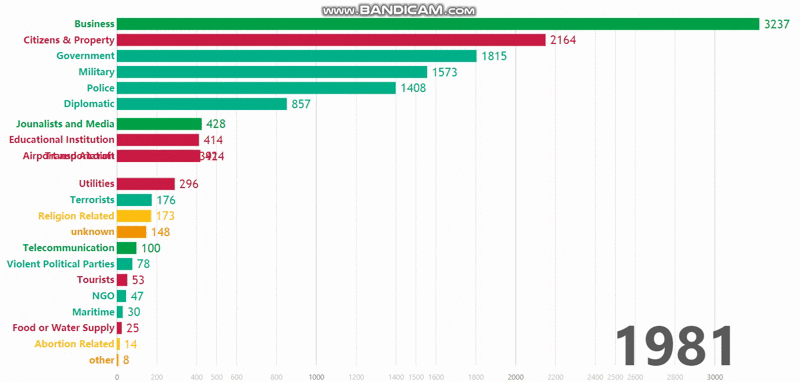 www.BANDICAM.com
Business 3237
Citizens & Property 2164
Government 1815
Military 1573
Police 1408
Diplomatic 857
Jounalists and Media 428
Educational Institution 414
Utilities 296
Terrorists 176
Religion Related 173
unknown 148
Telecommunication 100
Violent Political Parties 78
Tourists 53
NGO 47
Maritime 30
Food or Water Supply 25
Abortion Related 14
other 8
1981
0 200 400 500 600 800 1000 1200 1400 1500 1600 1800 2000 2200 2400 2500 2600 2800 3000